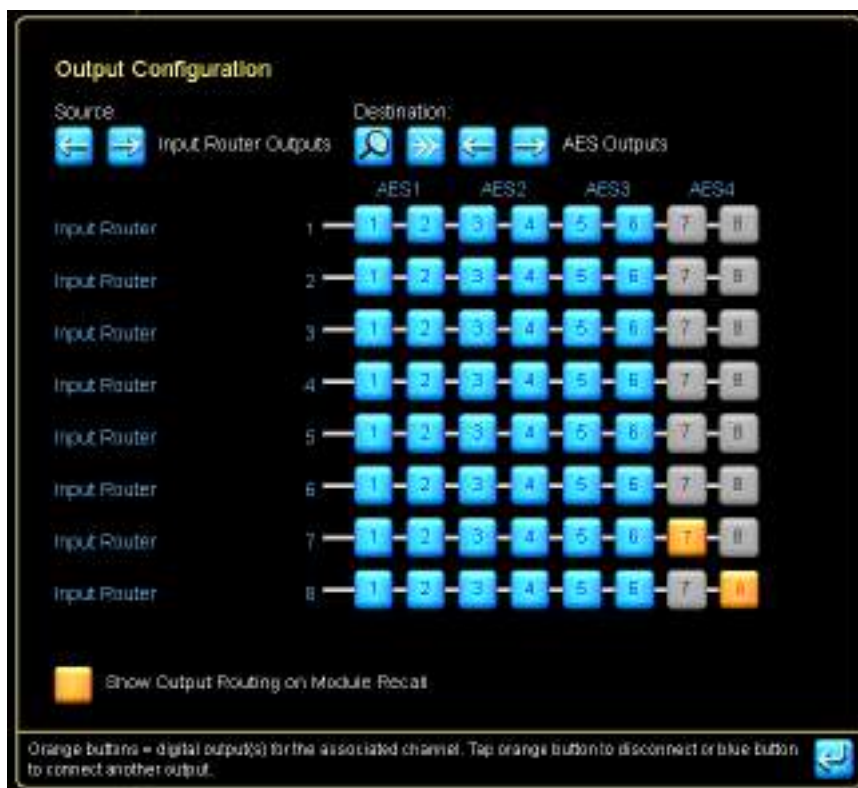 Output Configuration
Source: Destination:
Input Router Outputs AES Outputs
AES1 AES2 AES3 AES4
Input Router 1 1 2 3 4 5 6 7 8
Input Router 2 1 2 3 4 5 6 7 8
Input Router 3 1 2 3 4 5 6 7 8
Input Router 4 1 2 3 4 5 6 7 8
Input Router 5 1 2 3 4 5 6 7 8
Input Router 6 1 2 3 4 5 6 7 8
Input Router 7 1 2 3 4 5 6 7 8
Input Router 8 1 2 3 4 5 6 7 8
Show Output Routing on Module Recall
Orange buttons = digital output(s) for the associated channel. Tap orange button to disconnect or blue button
to connect another output.